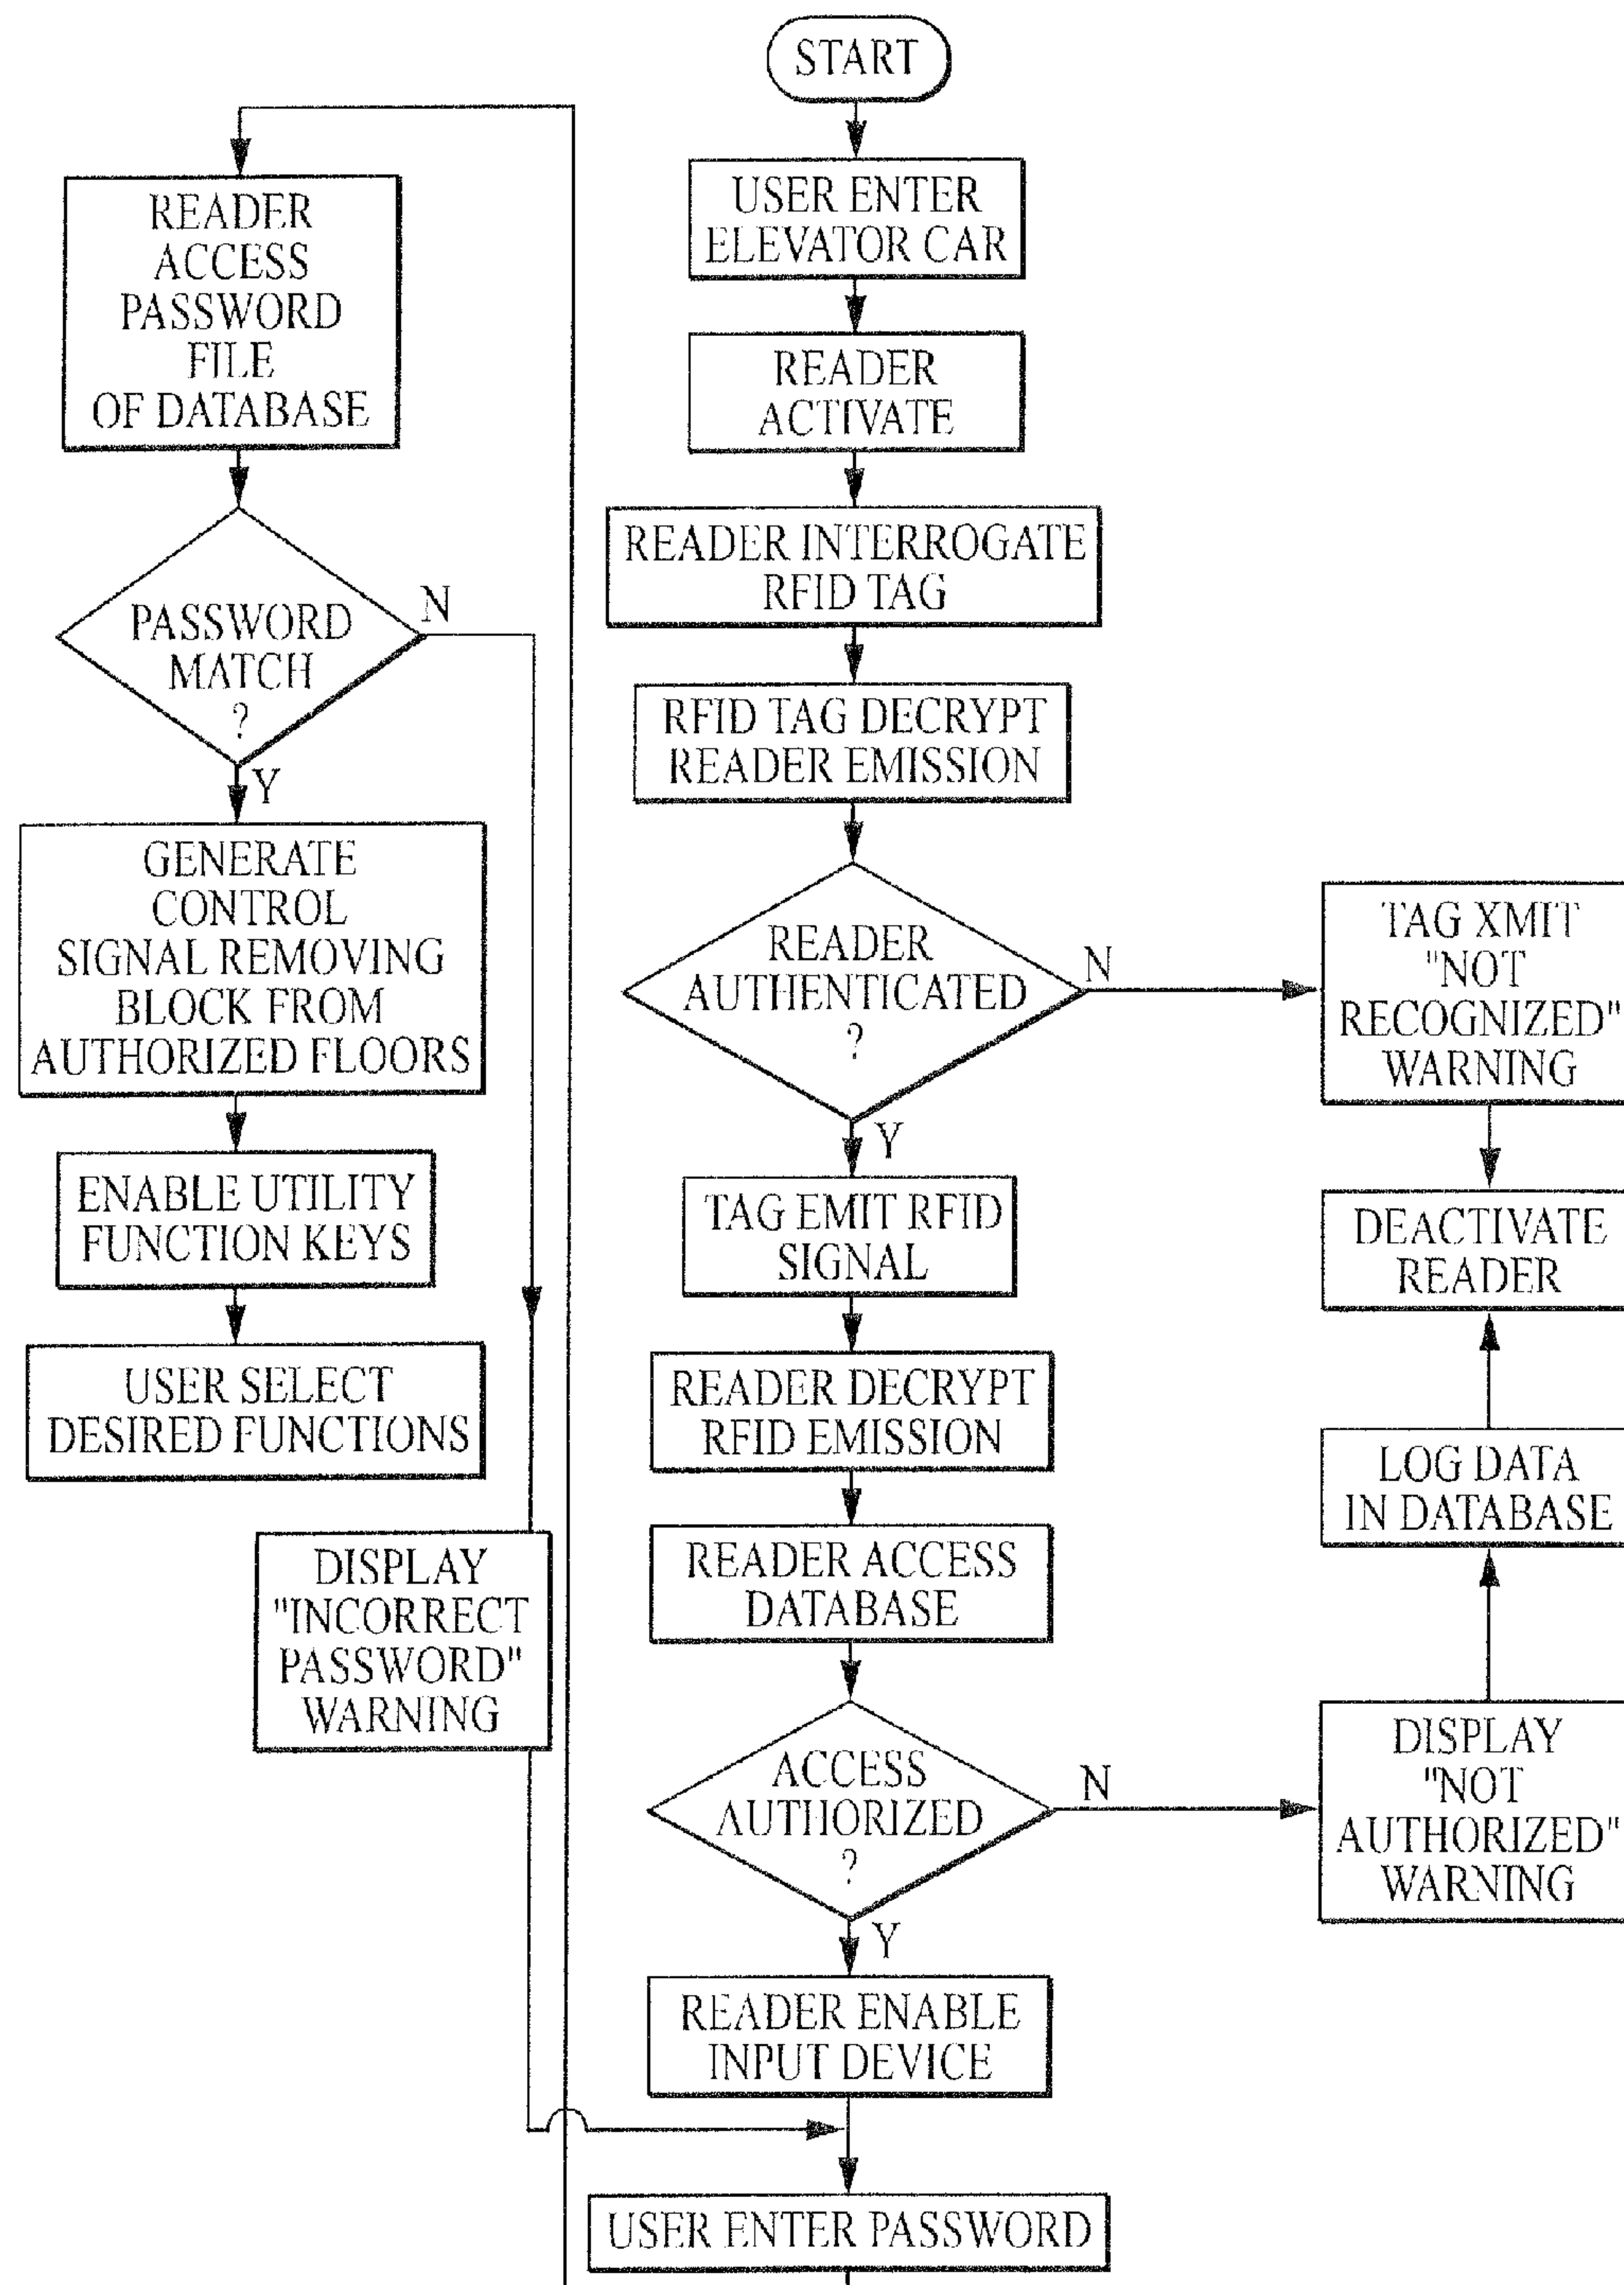 START
USER ENTER
ELEVATOR CAR
READER
ACTIVATE
READER INTERROGATE
RFID TAG
RFID TAG DECRYPT
READER EMISSION
READER
AUTHENTICATED
?
N
TAG XMIT
"NOT
RECOGNIZED"
WARNING
DEACTIVATE
READER
Y
TAG EMIT RFID
SIGNAL
READER DECRYPT
RFID EMISSION
READER ACCESS
DATABASE
ACCESS
AUTHORIZED
?
N
DISPLAY
"NOT
AUTHORIZED"
WARNING
LOG DATA
IN DATABASE
Y
READER ENABLE
INPUT DEVICE
USER ENTER PASSWORD
READER
ACCESS
PASSWORD
FILE
OF DATABASE
PASSWORD
MATCH
?
N
Y
GENERATE
CONTROL
SIGNAL REMOVING
BLOCK FROM
AUTHORIZED FLOORS
ENABLE UTILITY
FUNCTION KEYS
USER SELECT
DESIRED FUNCTIONS
DISPLAY
"INCORRECT
PASSWORD"
WARNING